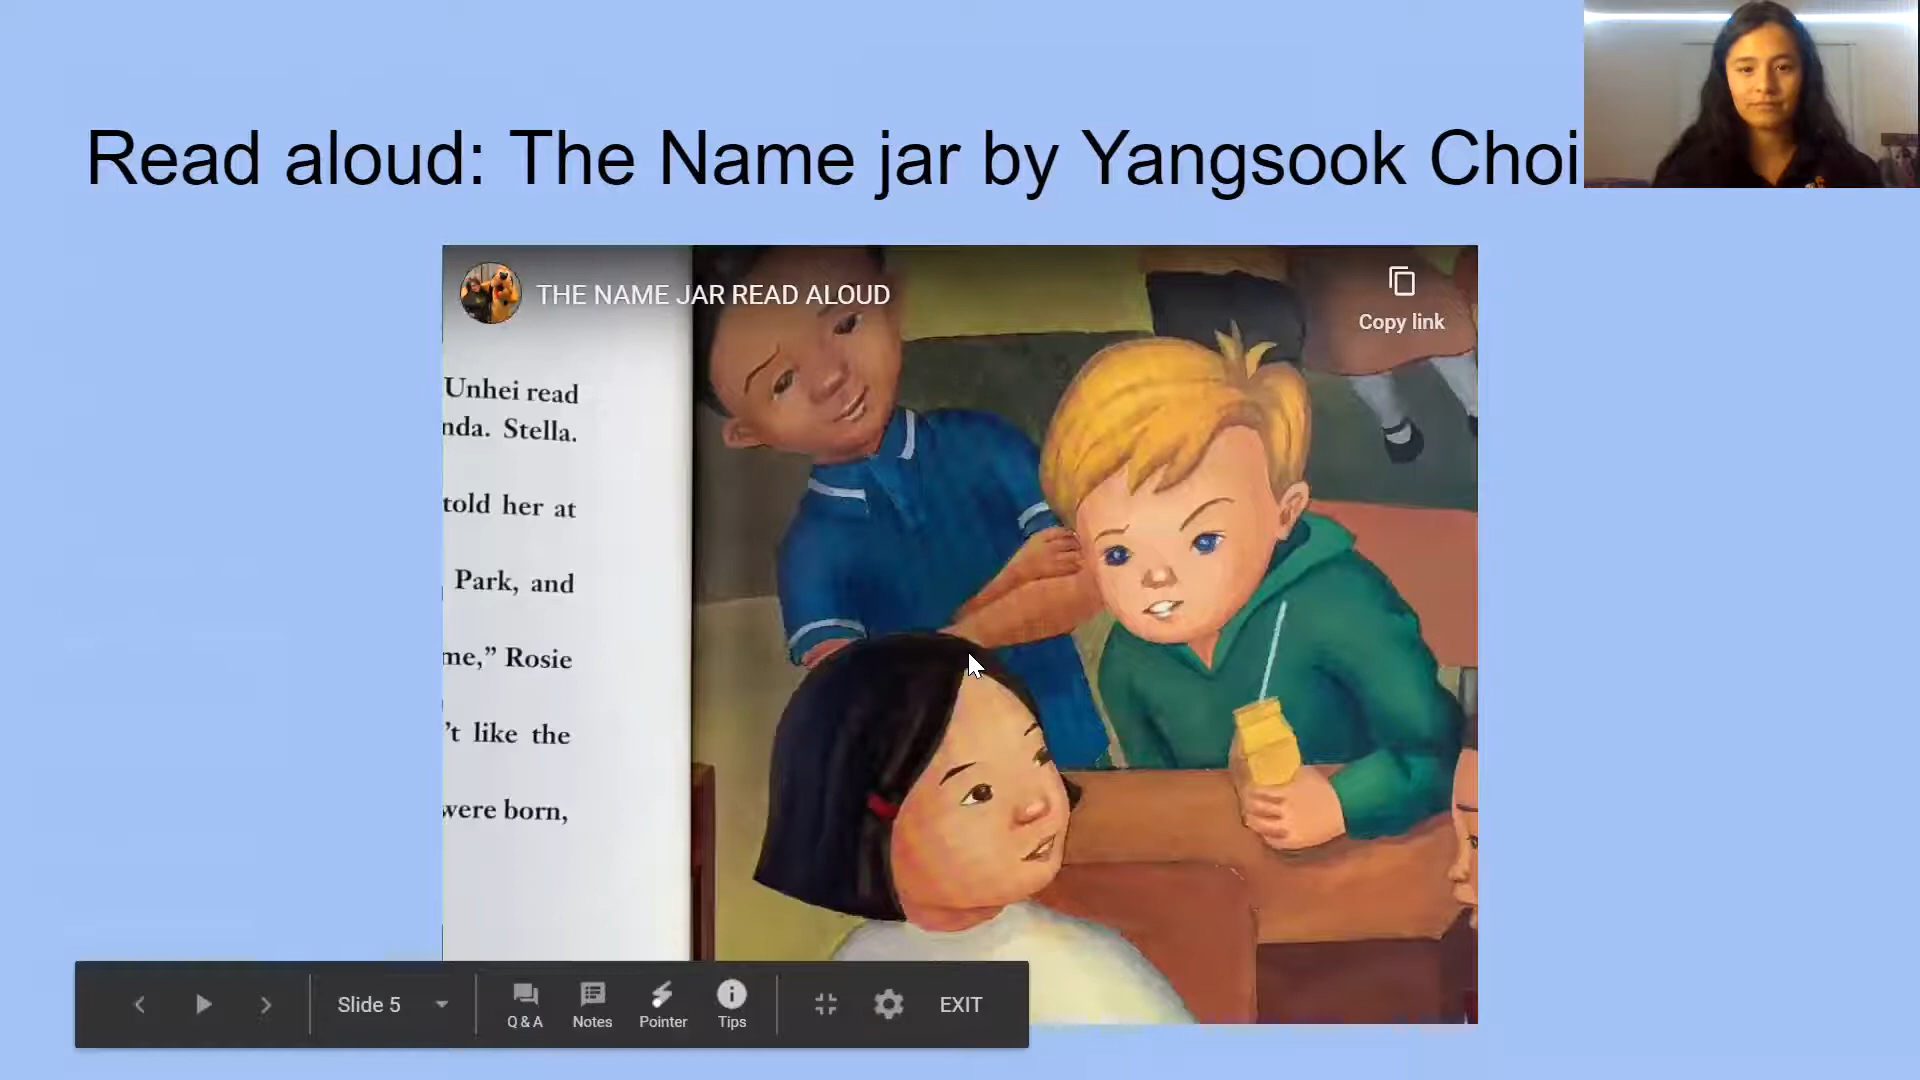 Read aloud: The Name jar by Yangsook Choi
THE NAME JAR READ ALOUD
Copy link
Unhei read
nda. Stella.
told her at
Park, and
me,” Rosie
’t like the
were born,
Slide 5
Q & A
Notes
Pointer
Tips
EXIT